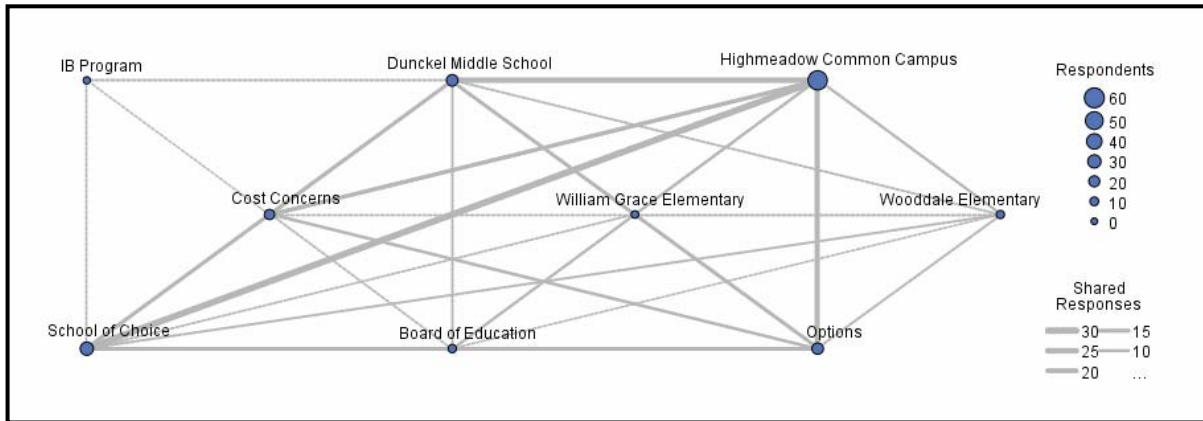 IB Program
Dunckel Middle School
Highmeadow Common Campus
Cost Concerns
William Grace Elementary
Wooddale Elementary
School of Choice
Board of Education
Options
Respondents
60
50
40
30
20
10
0
Shared
Responses
30 15
25 10
20 ...